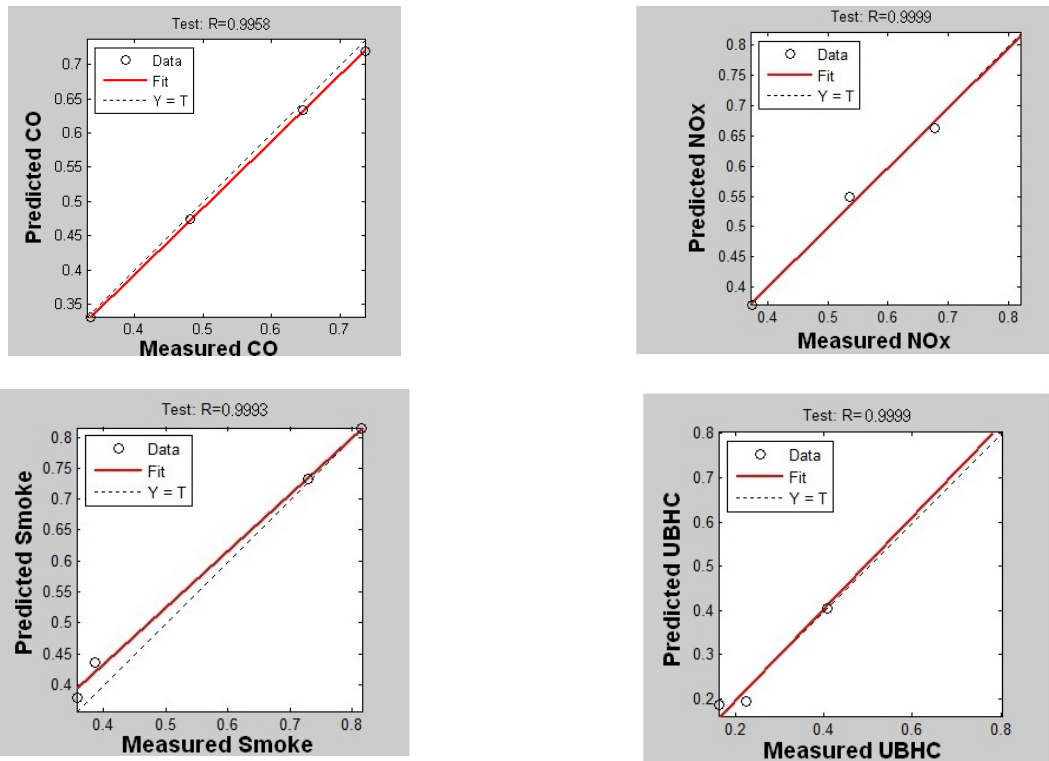 Test: R=0.9958
Data
Fit
Y = T
0.7
0.65
0.6
0.55
0.5
0.45
0.4
0.35
0.4 0.5 0.6 0.7
Predicted CO
Measured CO
Test: R=0.9999
Data
Fit
Y = T
0.8
0.75
0.7
0.65
0.6
0.55
0.5
0.45
0.4
0.4 0.5 0.6 0.7 0.8
Predicted NOx
Measured NOx
Test: R=0.9993
Data
Fit
Y = T
0.8
0.75
0.7
0.65
0.6
0.55
0.5
0.45
0.4
0.4 0.5 0.6 0.7 0.8
Predicted Smoke
Measured Smoke
Test: R=0.9999
Data
Fit
Y = T
0.8
0.7
0.6
0.5
0.4
0.3
0.2
0.2 0.4 0.6 0.8
Predicted UBHC
Measured UBHC